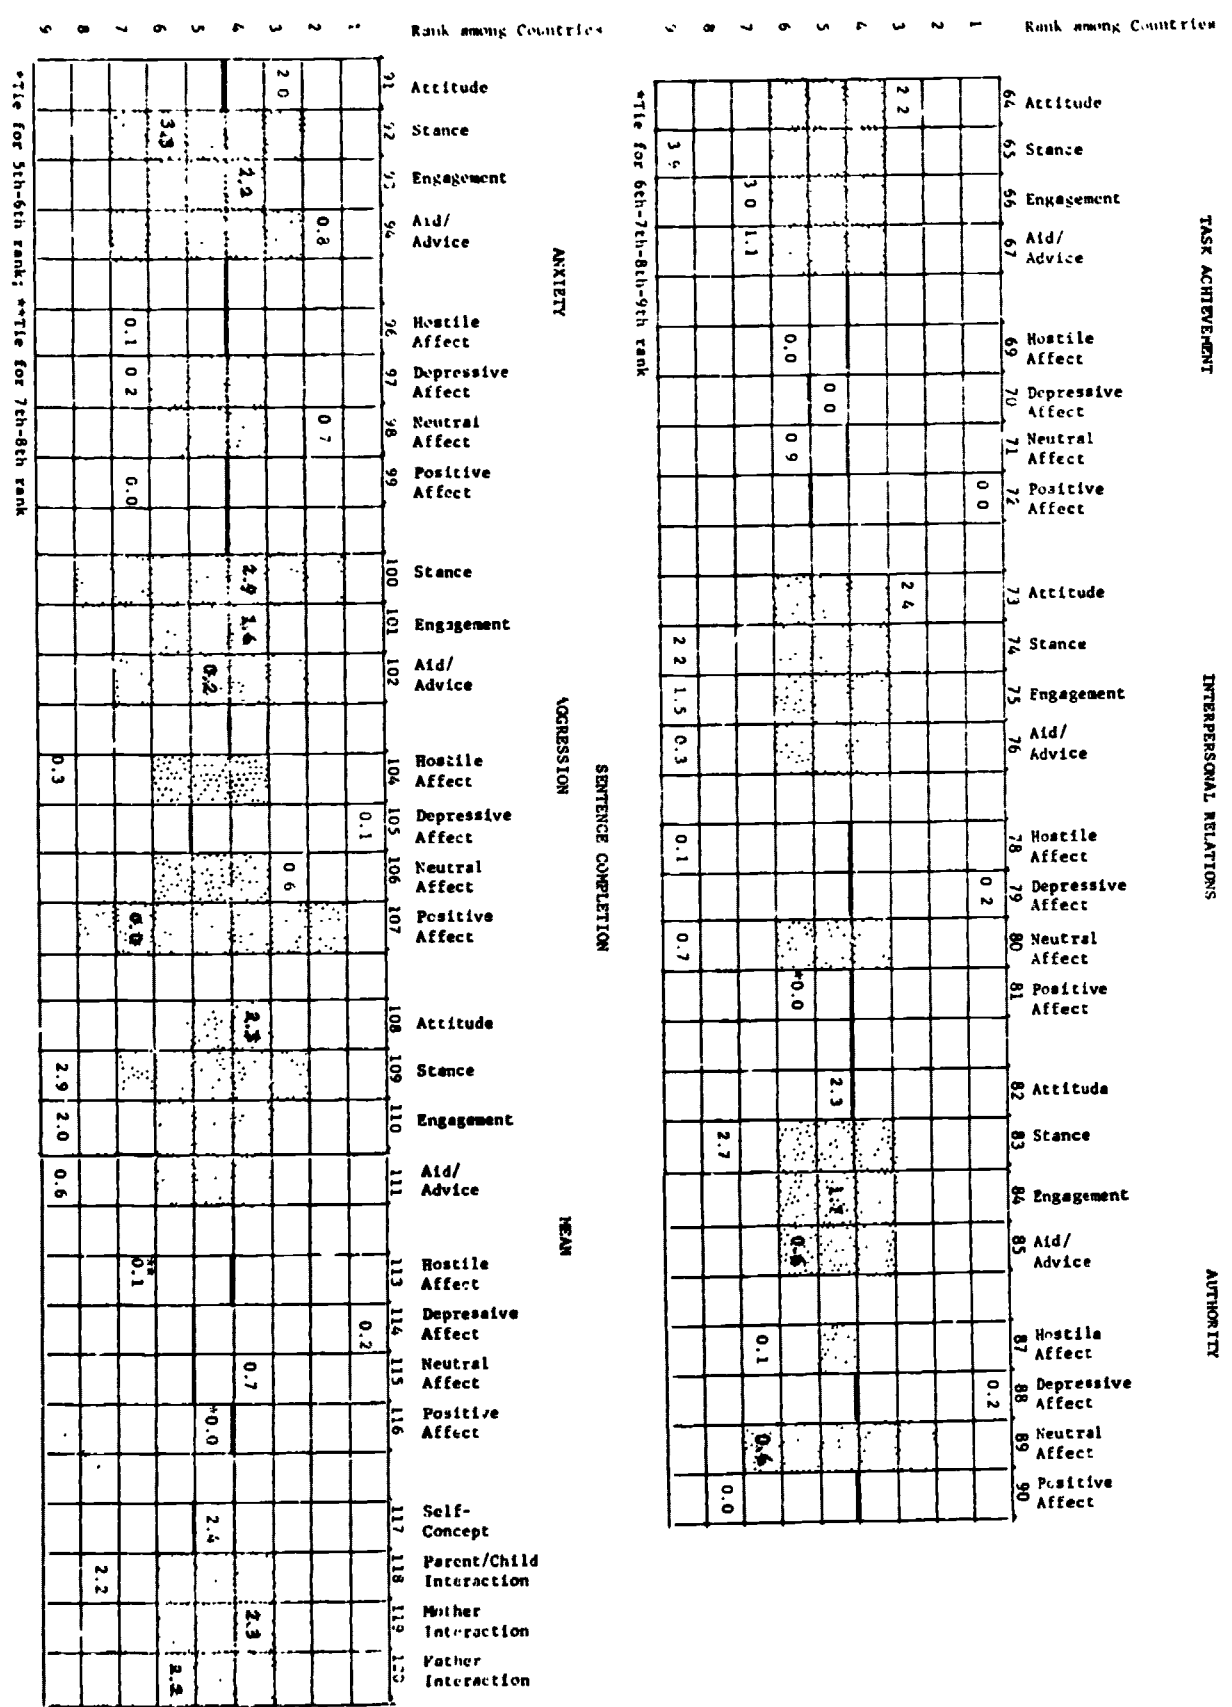 SENTENCE COMPLETION
TASK ACHIEVEMENT
INTERPERSONAL RELATIONS
AUTHORITY
Rank among Countries
1
2
3
4
5
6
7
8
9
64 Attitude 2.2
65 Stance
66 Engagement 3.0
67 Aid/Advice 1.1
69 Hostile Affect 0.0
70 Depressive Affect 0.0
71 Neutral Affect 0.9
72 Positive Affect 0.0
73 Attitude 2.4
74 Stance 2.2
75 Engagement 1.5
76 Aid/Advice 0.3
78 Hostile Affect 0.1
79 Depressive Affect 0.2
80 Neutral Affect 0.7
81 Positive Affect *0.0
82 Attitude 2.3
83 Stance 2.7
84 Engagement
85 Aid/Advice
87 Hostile Affect 0.1
88 Depressive Affect 0.2
89 Neutral Affect
90 Positive Affect 0.0
*Tie for 6th-7th-8th-9th rank
ANXIETY
AGGRESSION
MEAN
Rank among Countries
1
2
3
4
5
6
7
8
9
91 Attitude 2.0
92 Stance 3.3
Engagement 2.2
94 Aid/Advice 0.8
96 Hostile Affect 0.1
97 Depressive Affect 0.2
98 Neutral Affect 0.7
99 Positive Affect 0.0
100 Stance 2.9
101 Engagement
102 Aid/Advice 0.2
104 Hostile Affect 0.3
105 Depressive Affect 0.1
106 Neutral Affect 0.6
107 Positive Affect
108 Attitude 2.3
109 Stance 2.9
110 Engagement 2.0
111 Aid/Advice 0.6
113 Hostile Affect **0.1
114 Depressive Affect 0.2
115 Neutral Affect 0.7
116 Positive Affect *0.0
117 Self-Concept 2.4
118 Parent/Child Interaction 2.2
119 Mother Interaction 2.3
Father Interaction
*Tie for 5th-6th rank; **Tie for 7th-8th rank